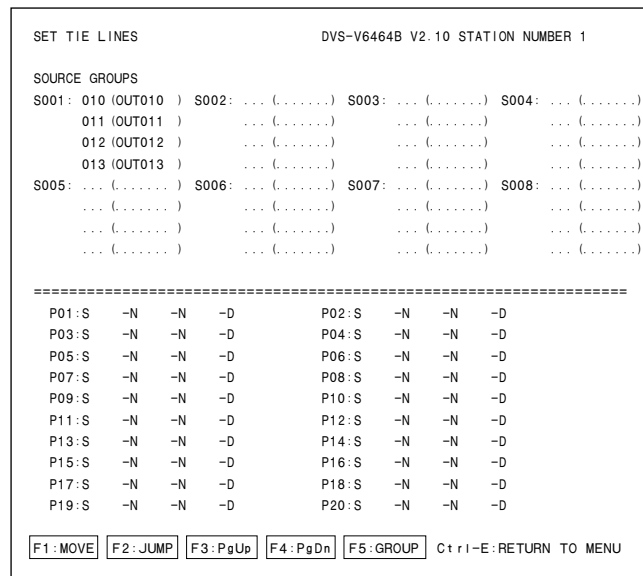 SET TIE LINES DVS-V6464B V2.10 STATION NUMBER 1
SOURCE GROUPS
S001: 010 (OUT010 ) S002: ... (.......) S003: ... (.......) S004: ... (.......)
011 (OUT011 ) ... (.......) ... (.......) ... (.......)
012 (OUT012 ) ... (.......) ... (.......) ... (.......)
013 (OUT013 ) ... (.......) ... (.......) ... (.......)
S005: ... (....... ) S006: ... (.......) S007: ... (.......) S008: ... (.......)
... (....... ) ... (.......) ... (.......) ... (.......)
... (....... ) ... (.......) ... (.......) ... (.......)
... (....... ) ... (.......) ... (.......) ... (.......)
====================================================================
P01:S -N -N -D P02:S -N -N -D
P03:S -N -N -D P04:S -N -N -D
P05:S -N -N -D P06:S -N -N -D
P07:S -N -N -D P08:S -N -N -D
P09:S -N -N -D P10:S -N -N -D
P11:S -N -N -D P12:S -N -N -D
P13:S -N -N -D P14:S -N -N -D
P15:S -N -N -D P16:S -N -N -D
P17:S -N -N -D P18:S -N -N -D
P19:S -N -N -D P20:S -N -N -D
F1:MOVE F2:JUMP F3:PgUp F4:PgDn F5:GROUP Ctrl-E:RETURN TO MENU